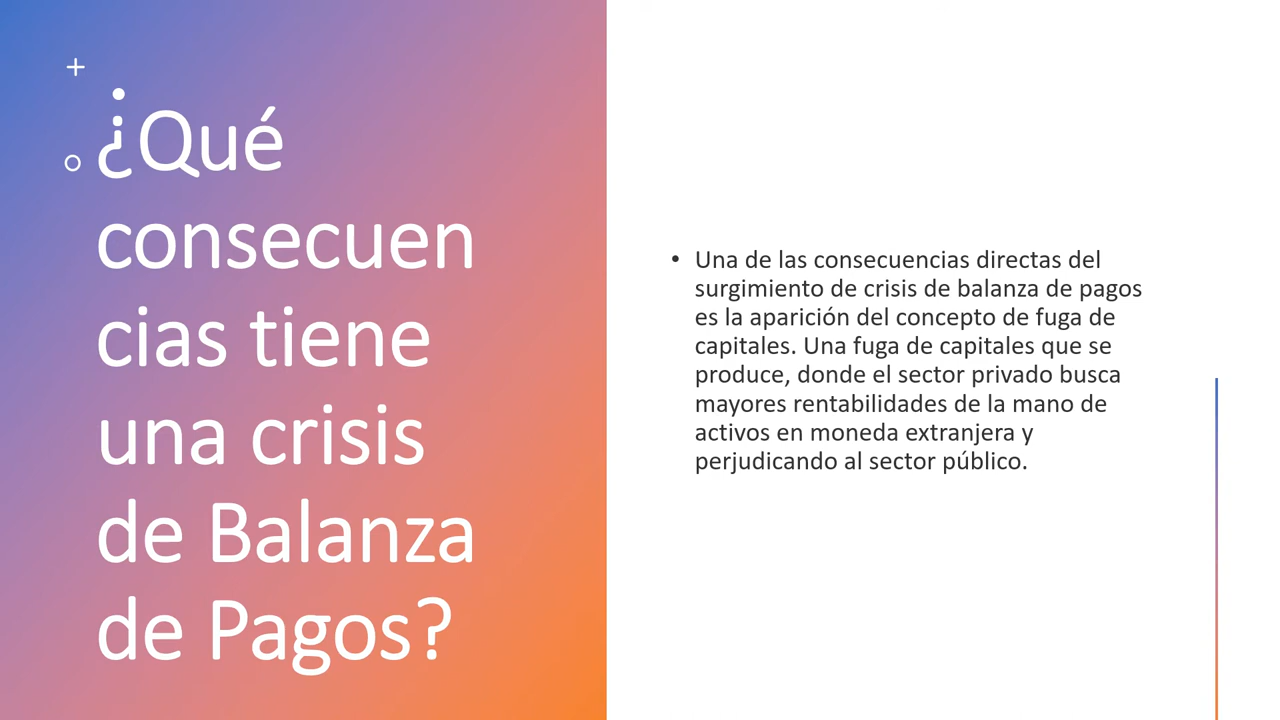 ¿Qué
consecuen
cias tiene
una crisis
de Balanza
de Pagos?
• Una de las consecuencias directas del
surgimiento de crisis de balanza de pagos
es la aparición del concepto de fuga de
capitales. Una fuga de capitales que se
produce, donde el sector privado busca
mayores rentabilidades de la mano de
activos en moneda extranjera y
perjudicando al sector público.